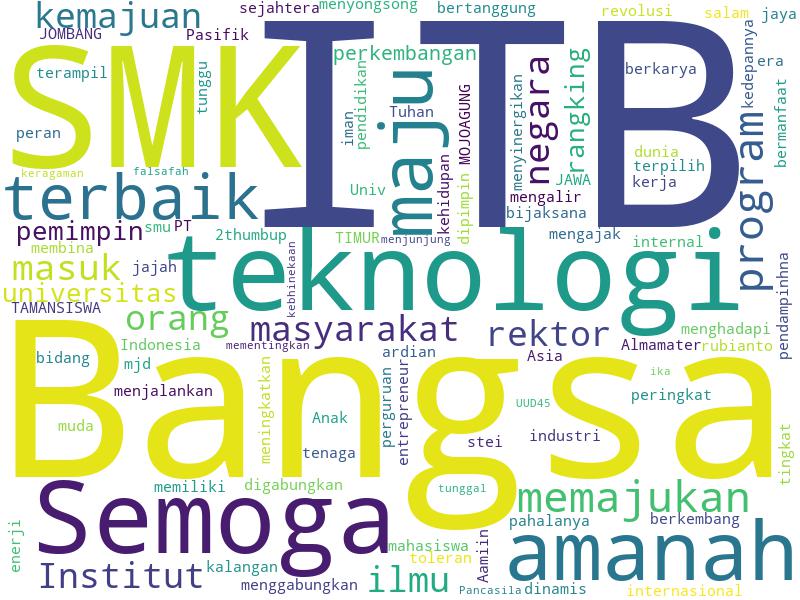 sejahtera menyongsong bertanggung revolusi salam jaya
kemajuan
JOMBANG Pasifik
SMK
ITB
perkembangan
terampil
tunggu
iman
pendidikan
Tuhan
maju
MOJOAGUNG
menyinergikan
negara
rangking
berkarya
kedepannya
era
bermanfaat
peran
keragaman
falsafah
dunia
terpilih
kerja
JAWA
Univ
kehidupan
dipimpin
mengalir
bijaksana
program
terbaik
pemimpin
smu
PT
2thumbup
TIMUR
menjunjung
mengajak
internal
membina
masuk
jajah
kebhinekaan
teknologi
pendampinhna
universitas
TAMANSISWA
orang
masyarakat
rektor
menghadapi
Indonesia
mementingkan
ardian
Asia
Almamater
rubianto
Bangsa
bidang
mjd
meningkatkan
perguruan
entrepreneur
ika
menjalankan
UUD45
peringkat
muda
Anak
tenaga
stei
industri
tingkat
Semoga
memiliki
digabungkan
tunggal
memajukan
pahalanya
berkembang
enerji
mahasiswa
toleran
Aamiin
amanah
Institut
kalangan
menggabungkan
ilmu
Pancasila
dinamis
internasional